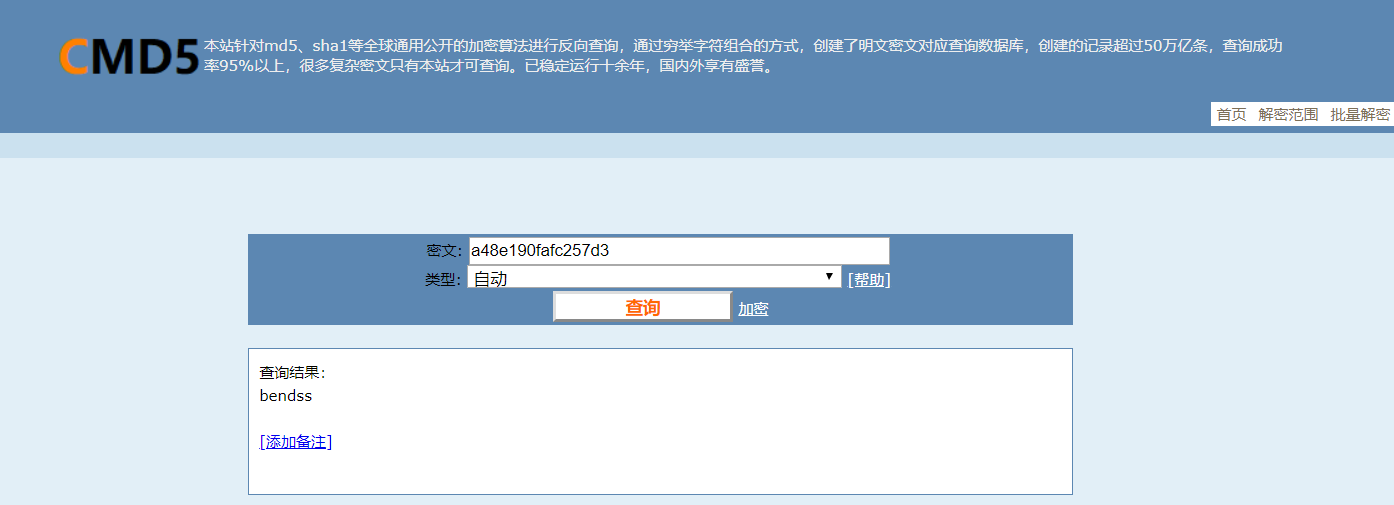 CMD5
本站针对md5、sha1等全球通用公开的加密算法进行反向查询，通过穷举字符组合的方式，创建了明文密文对应查询数据库，创建的记录超过50万亿条，查询成功
率95%以上，很多复杂密文只有本站才可查询。已稳定运行十余年，国内外享有盛誉。
首页 解密范围 批量解密
密文: a48e190fafc257d3
类型: 自动 [帮助]
查询 加密
查询结果:
bendss
[添加备注]